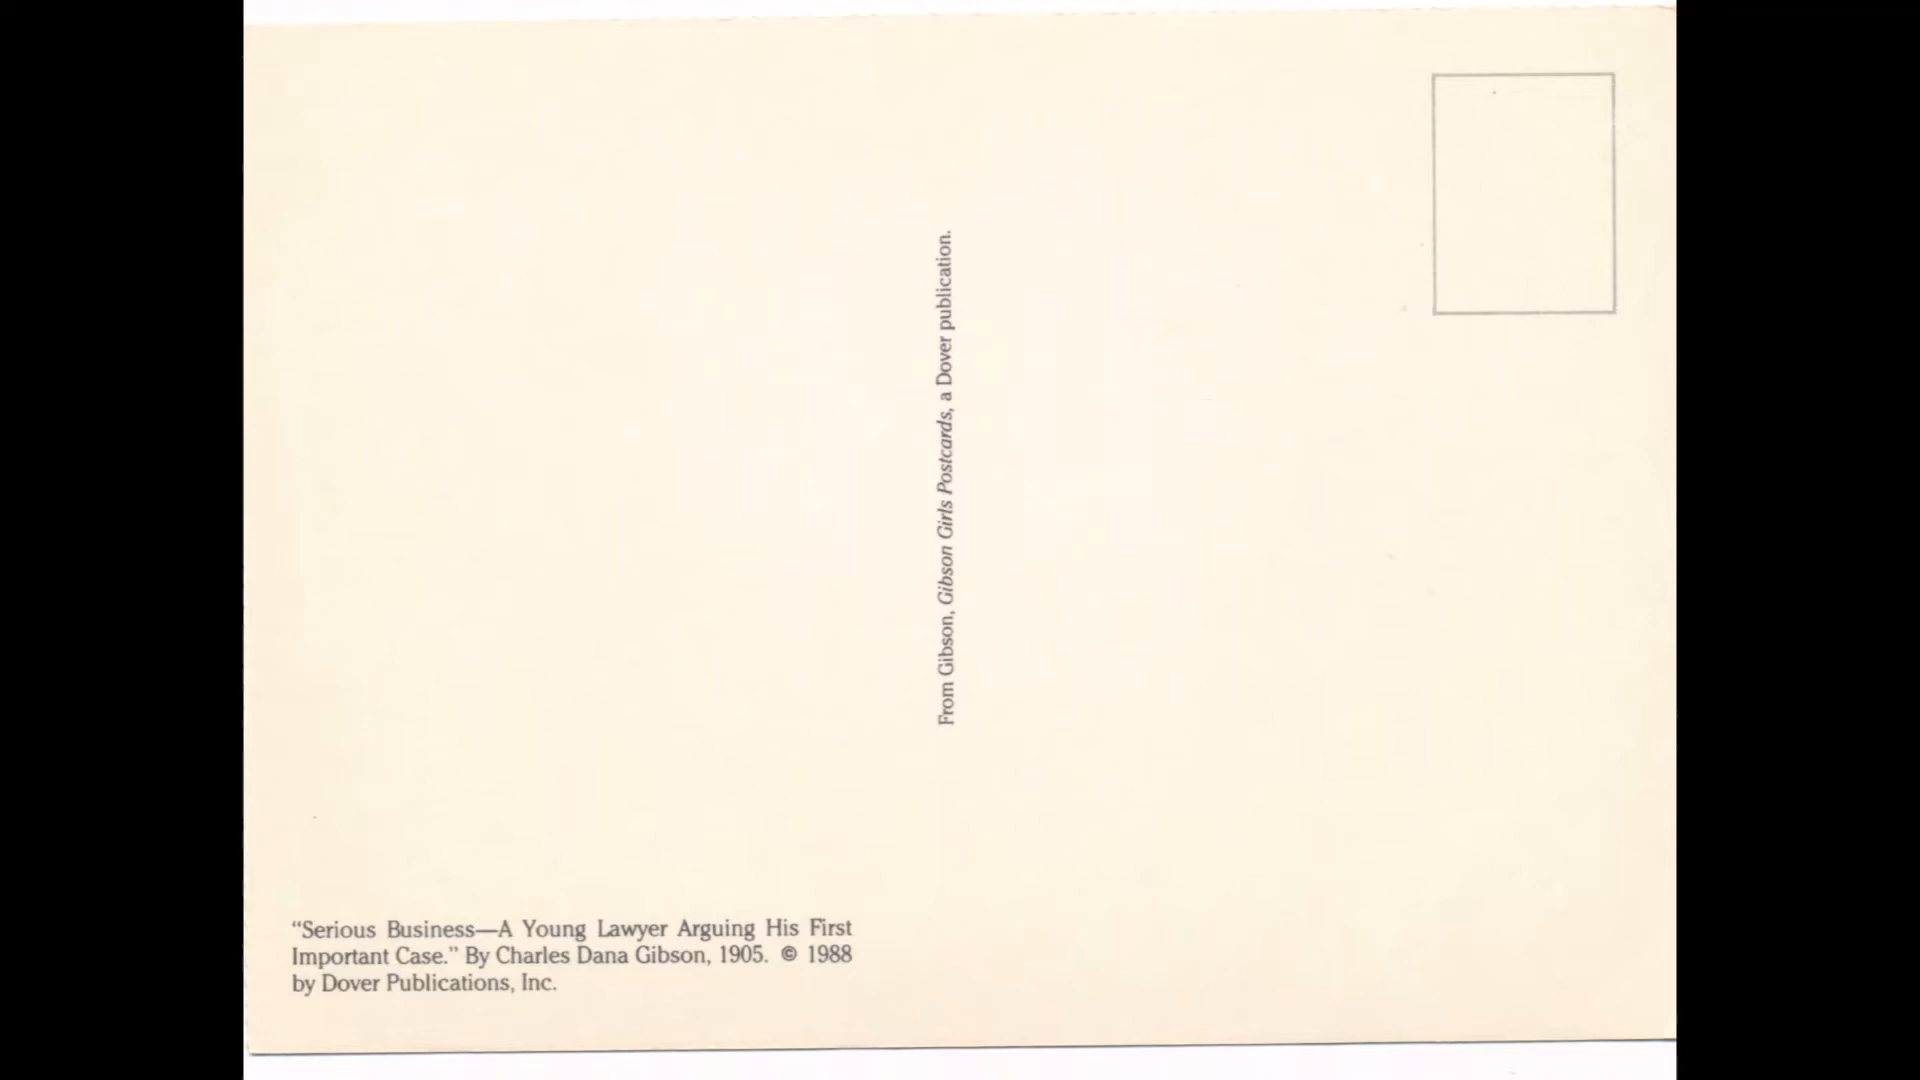 From Gibson, Gibson Girls Postcards, a Dover publication.
“Serious Business—A Young Lawyer Arguing His First
Important Case.” By Charles Dana Gibson, 1905. © 1988
by Dover Publications, Inc.